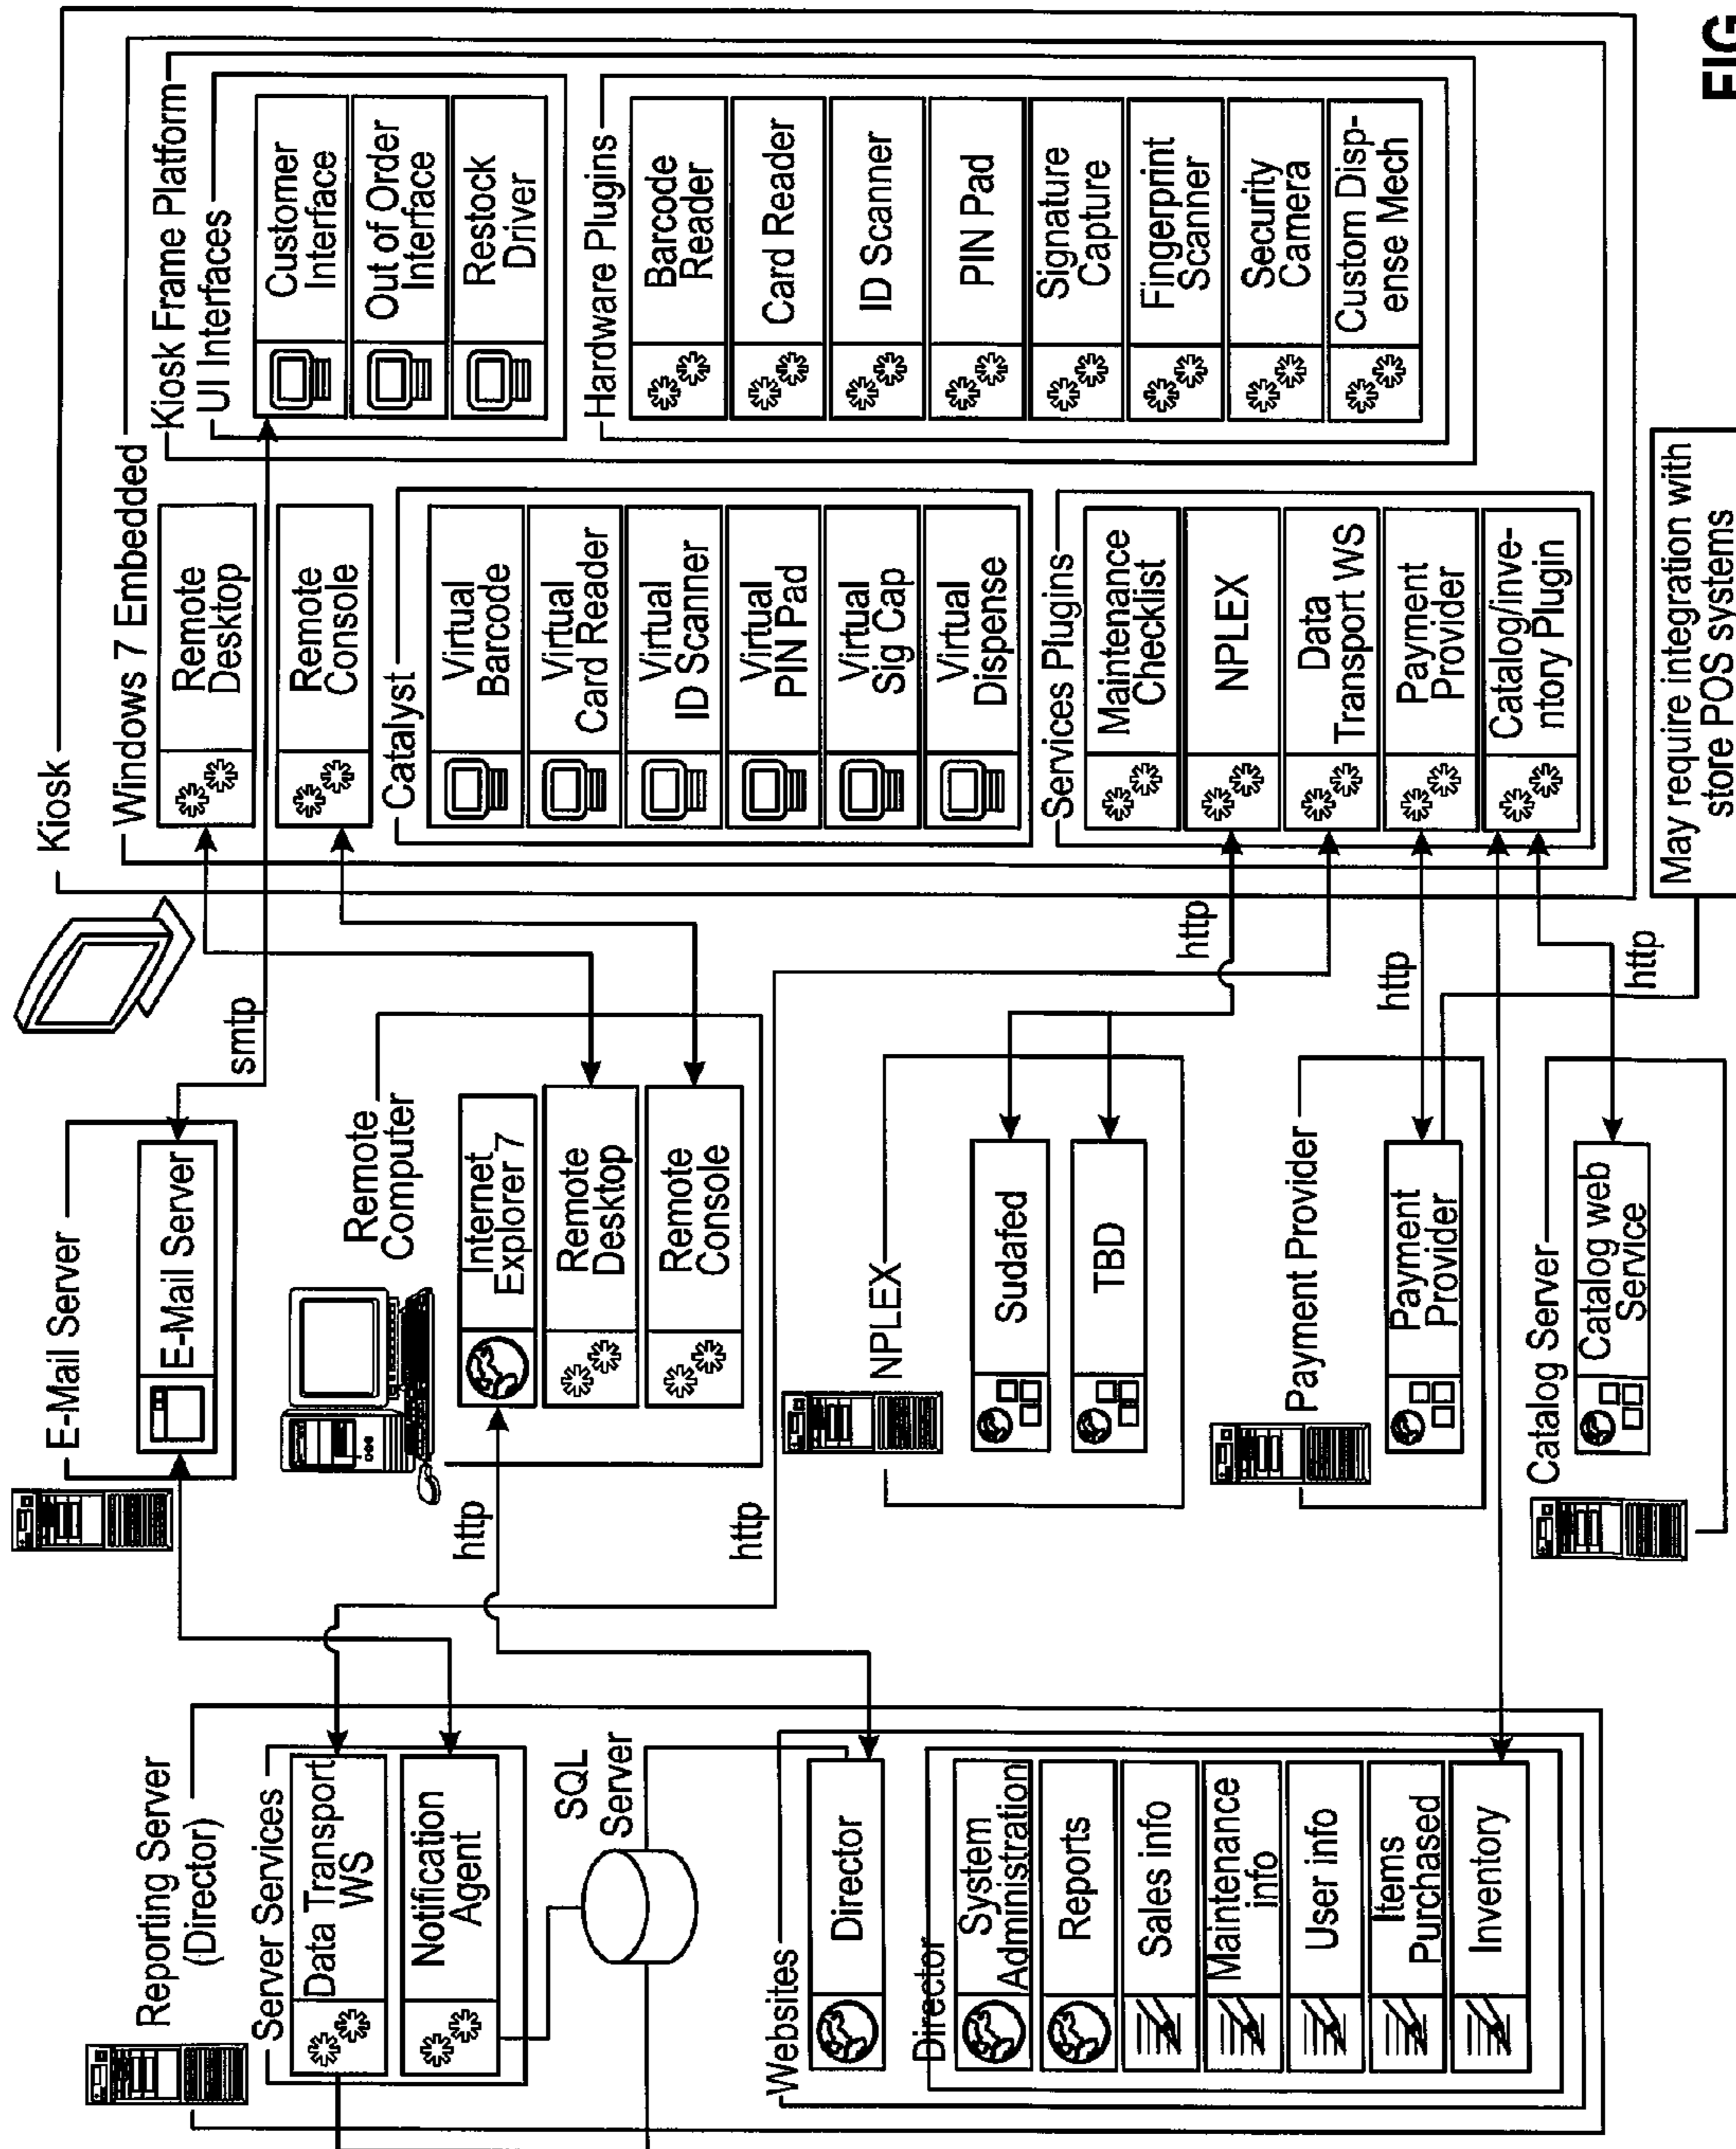 Reporting Server
(Director)
Server Services
Data Transport
WS
Notification
Agent
SQL
Server
Websites
Director
Director
System
Administration
Reports
Sales info
Maintenance
info
User info
Items
Purchased
Inventory
E-Mail Server
E-Mail Server
smtp
Remote
Computer
Internet
Explorer 7
Remote
Desktop
Remote
Console
http
http
NPLEX
Sudafed
TBD
http
Payment Provider
Payment
Provider
http
Catalog Server
Catalog web
Service
http
Kiosk
Windows 7 Embedded
Remote
Desktop
Remote
Console
Catalyst
Virtual
Barcode
Virtual
Card Reader
Virtual
ID Scanner
Virtual
PIN Pad
Virtual
Sig Cap
Virtual
Dispense
Services Plugins
Maintenance
Checklist
NPLEX
Data
Transport WS
Payment
Provider
Catalog/inve-
ntory Plugin
Kiosk Frame Platform
UI Interfaces
Customer
Interface
Out of Order
Interface
Restock
Driver
Hardware Plugins
Barcode
Reader
Card Reader
ID Scanner
PIN Pad
Signature
Capture
Fingerprint
Scanner
Security
Camera
Custom Disp-
ense Mech
May require integration with
store POS systems